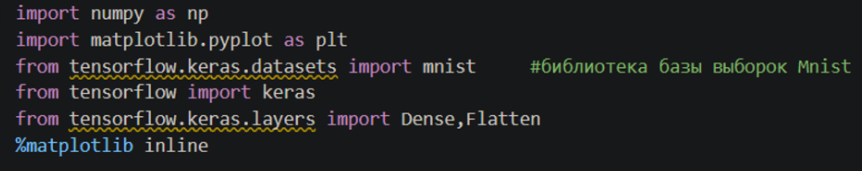 import numpy as np
import matplotlib.pyplot as plt
from tensorflow.keras.datasets import mnist     #библиотека базы выборок Mnist
from tensorflow import keras
from tensorflow.keras.layers import Dense,Flatten
%matplotlib inline